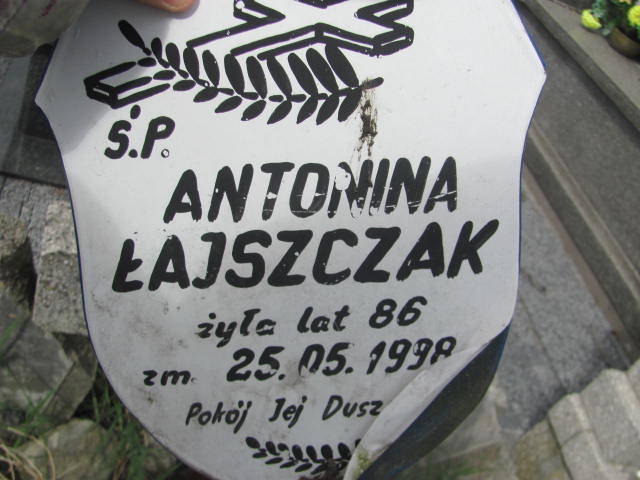 Ś.P.
ANTONINA
ŁAJSZCZAK
żyła lat 86
zm. 25.05.1998
Pokój Jej Dusz